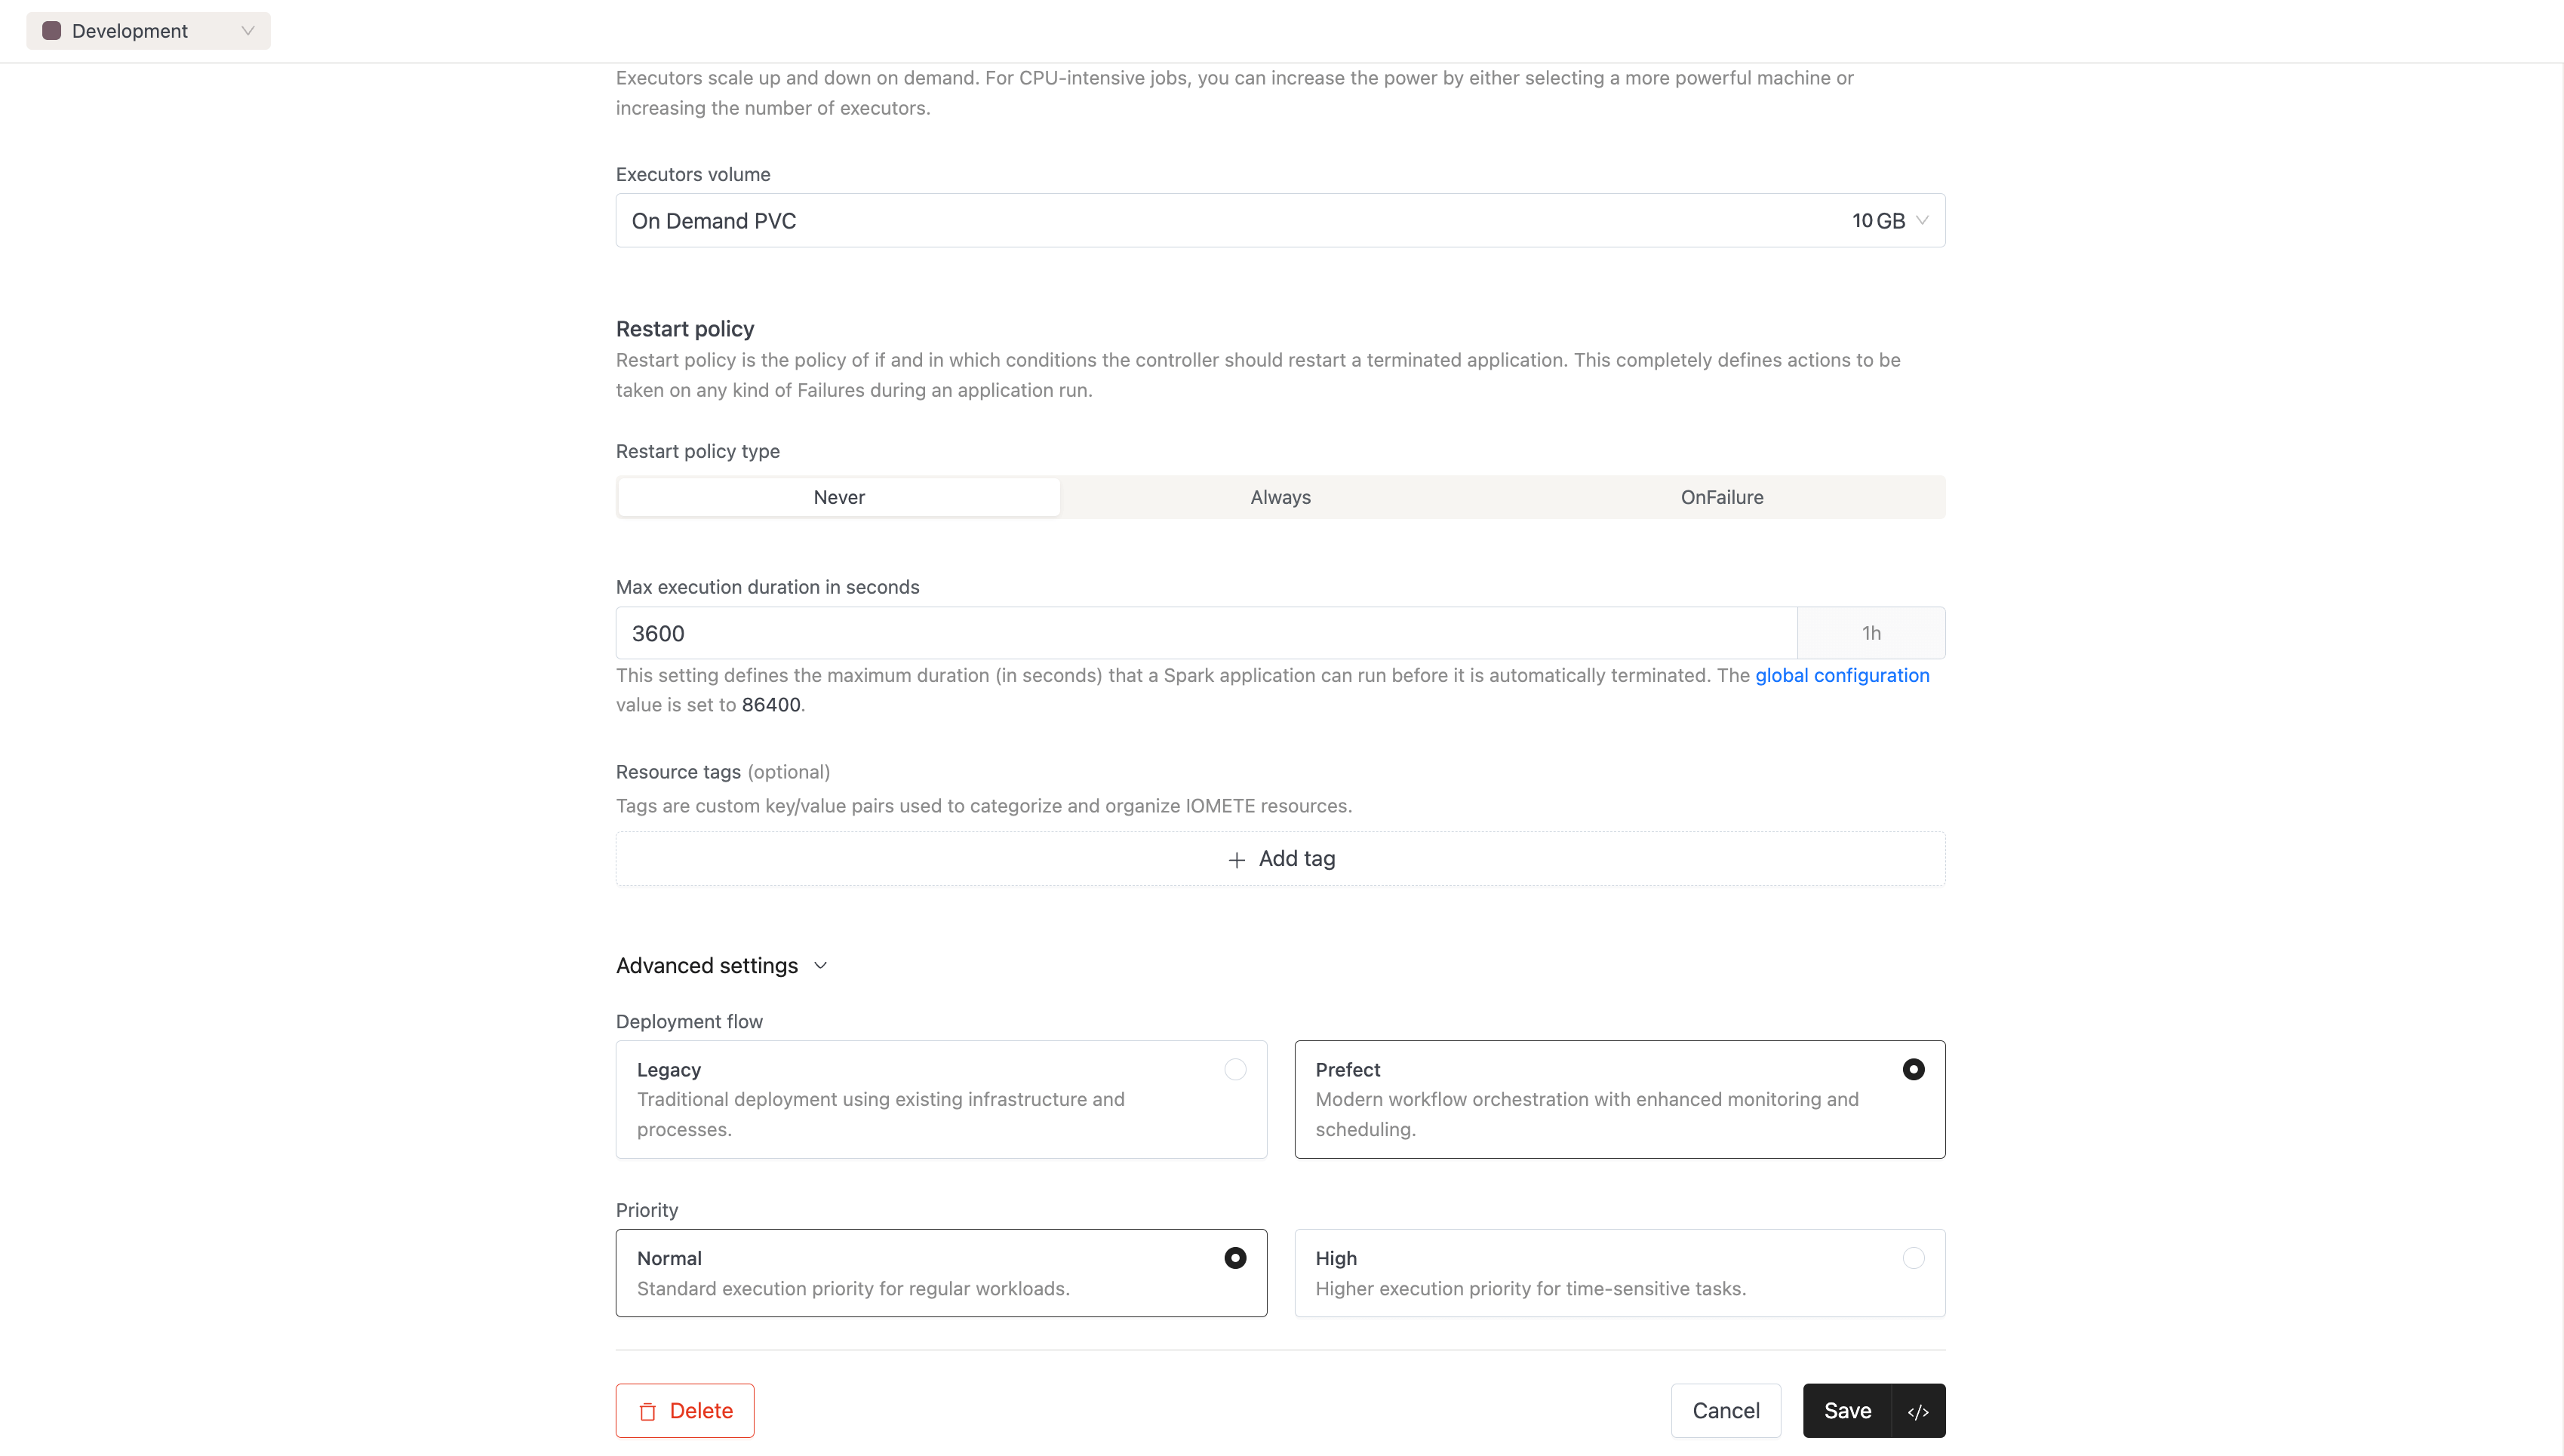 Development
Executors scale up and down on demand. For CPU-intensive jobs, you can increase the power by either selecting a more powerful machine or
increasing the number of executors.
Executors volume
On Demand PVC 10 GB
Restart policy
Restart policy is the policy of if and in which conditions the controller should restart a terminated application. This completely defines actions to be
taken on any kind of Failures during an application run.
Restart policy type
Never Always OnFailure
Max execution duration in seconds
3600 1h
This setting defines the maximum duration (in seconds) that a Spark application can run before it is automatically terminated. The global configuration
value is set to 86400.
Resource tags (optional)
Tags are custom key/value pairs used to categorize and organize IOMETE resources.
+ Add tag
Advanced settings
Deployment flow
Legacy
Traditional deployment using existing infrastructure and
processes.
Prefect
Modern workflow orchestration with enhanced monitoring and
scheduling.
Priority
Normal
Standard execution priority for regular workloads.
High
Higher execution priority for time-sensitive tasks.
Delete Cancel Save </>